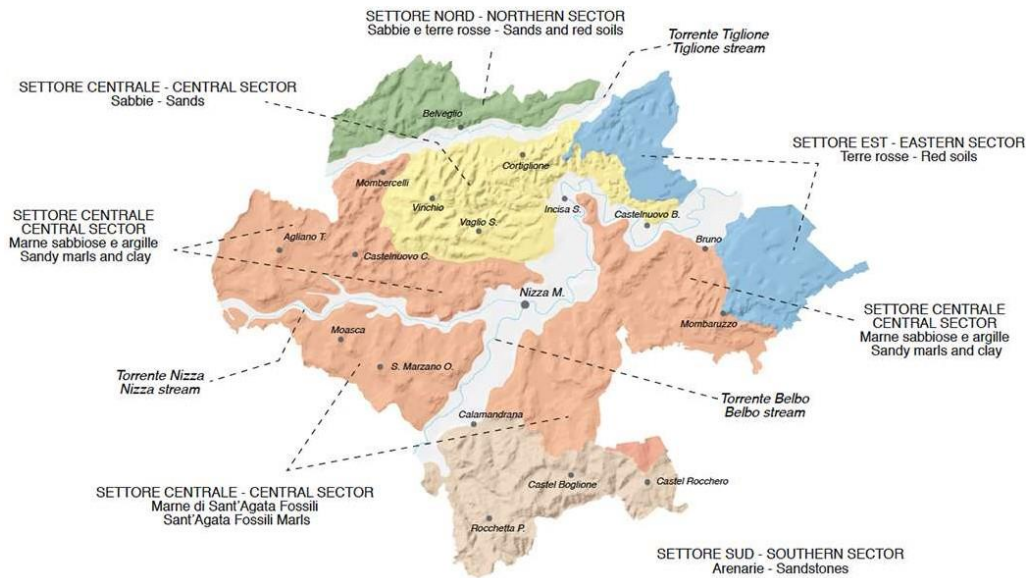 SETTORE NORD - NORTHERN SECTOR
Sabbie e terre rosse - Sands and red soils
Torrente Tiglione
Tiglione stream
SETTORE CENTRALE - CENTRAL SECTOR
Sabbie - Sands
Belveglio
SETTORE EST - EASTERN SECTOR
Terre rosse - Red soils
Cortiglione
Mombercelli
Vinchio
Incisa S.
Castelnuovo B.
Vaglio S.
SETTORE CENTRALE
CENTRAL SECTOR
Marne sabbiose e argille
Sandy marls and clay
Agliano T.
Castelnuovo C.
Bruno
Nizza M.
SETTORE CENTRALE
CENTRAL SECTOR
Marne sabbiose e argille
Sandy marls and clay
Mombaruzzo
Moasca
S. Marzano O.
Torrente Nizza
Nizza stream
Torrente Belbo
Belbo stream
Calamandrana
SETTORE CENTRALE - CENTRAL SECTOR
Marne di Sant'Agata Fossili
Sant'Agata Fossili Marls
Castel Boglione
Castel Rocchero
Rocchetta P.
SETTORE SUD - SOUTHERN SECTOR
Arenarie - Sandstones